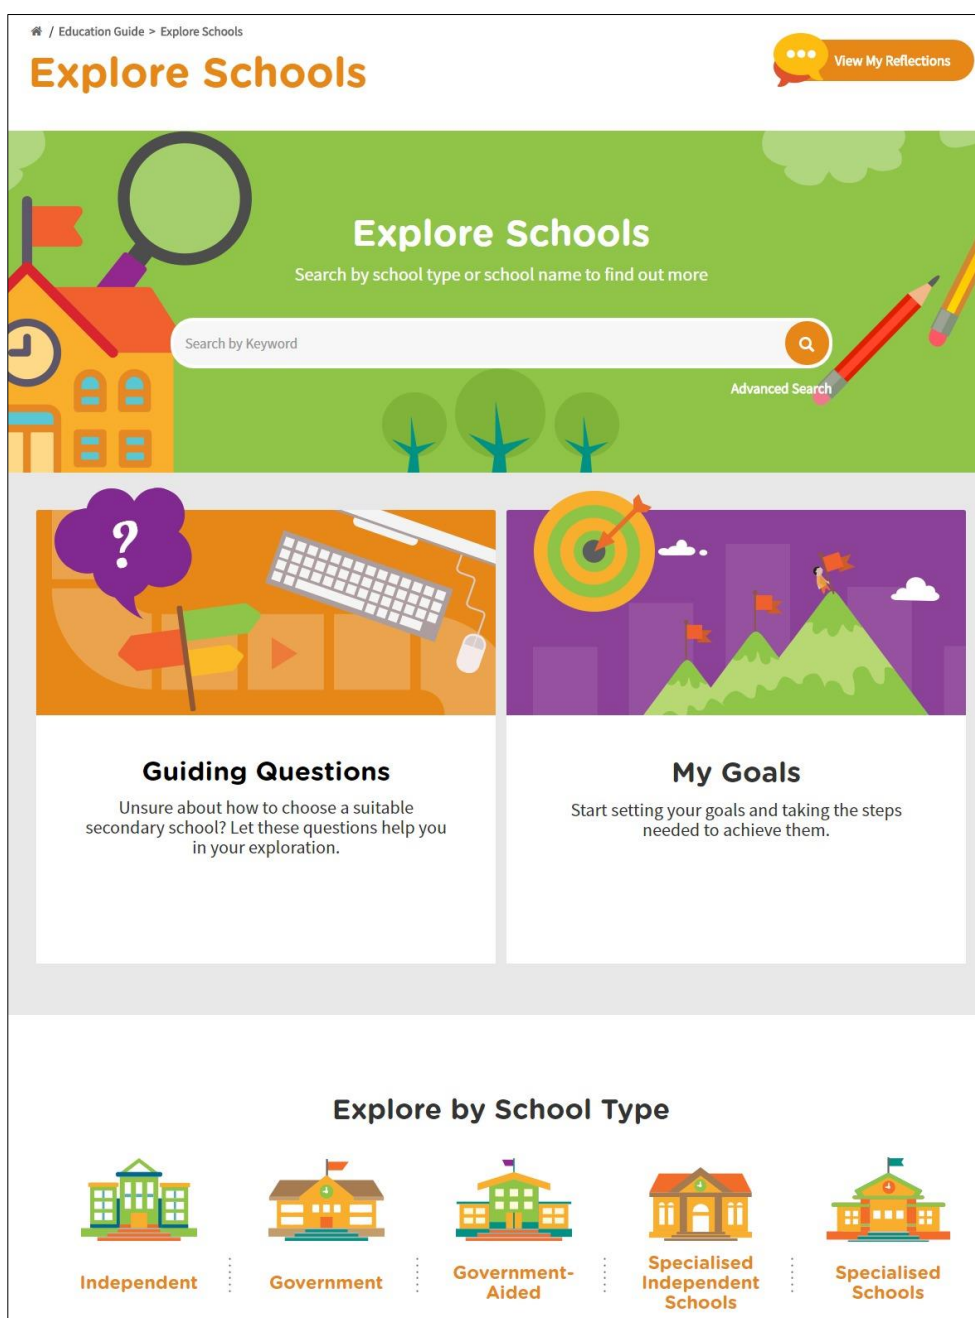 / Education Guide > Explore Schools
Explore Schools
View My Reflections
Explore Schools
Search by school type or school name to find out more
Search by Keyword
Advanced Search
?
Guiding Questions
Unsure about how to choose a suitable
secondary school? Let these questions help you
in your exploration.
My Goals
Start setting your goals and taking the steps
needed to achieve them.
Explore by School Type
Independent
Government
Government-
Aided
Specialised
Independent
Schools
Specialised
Schools